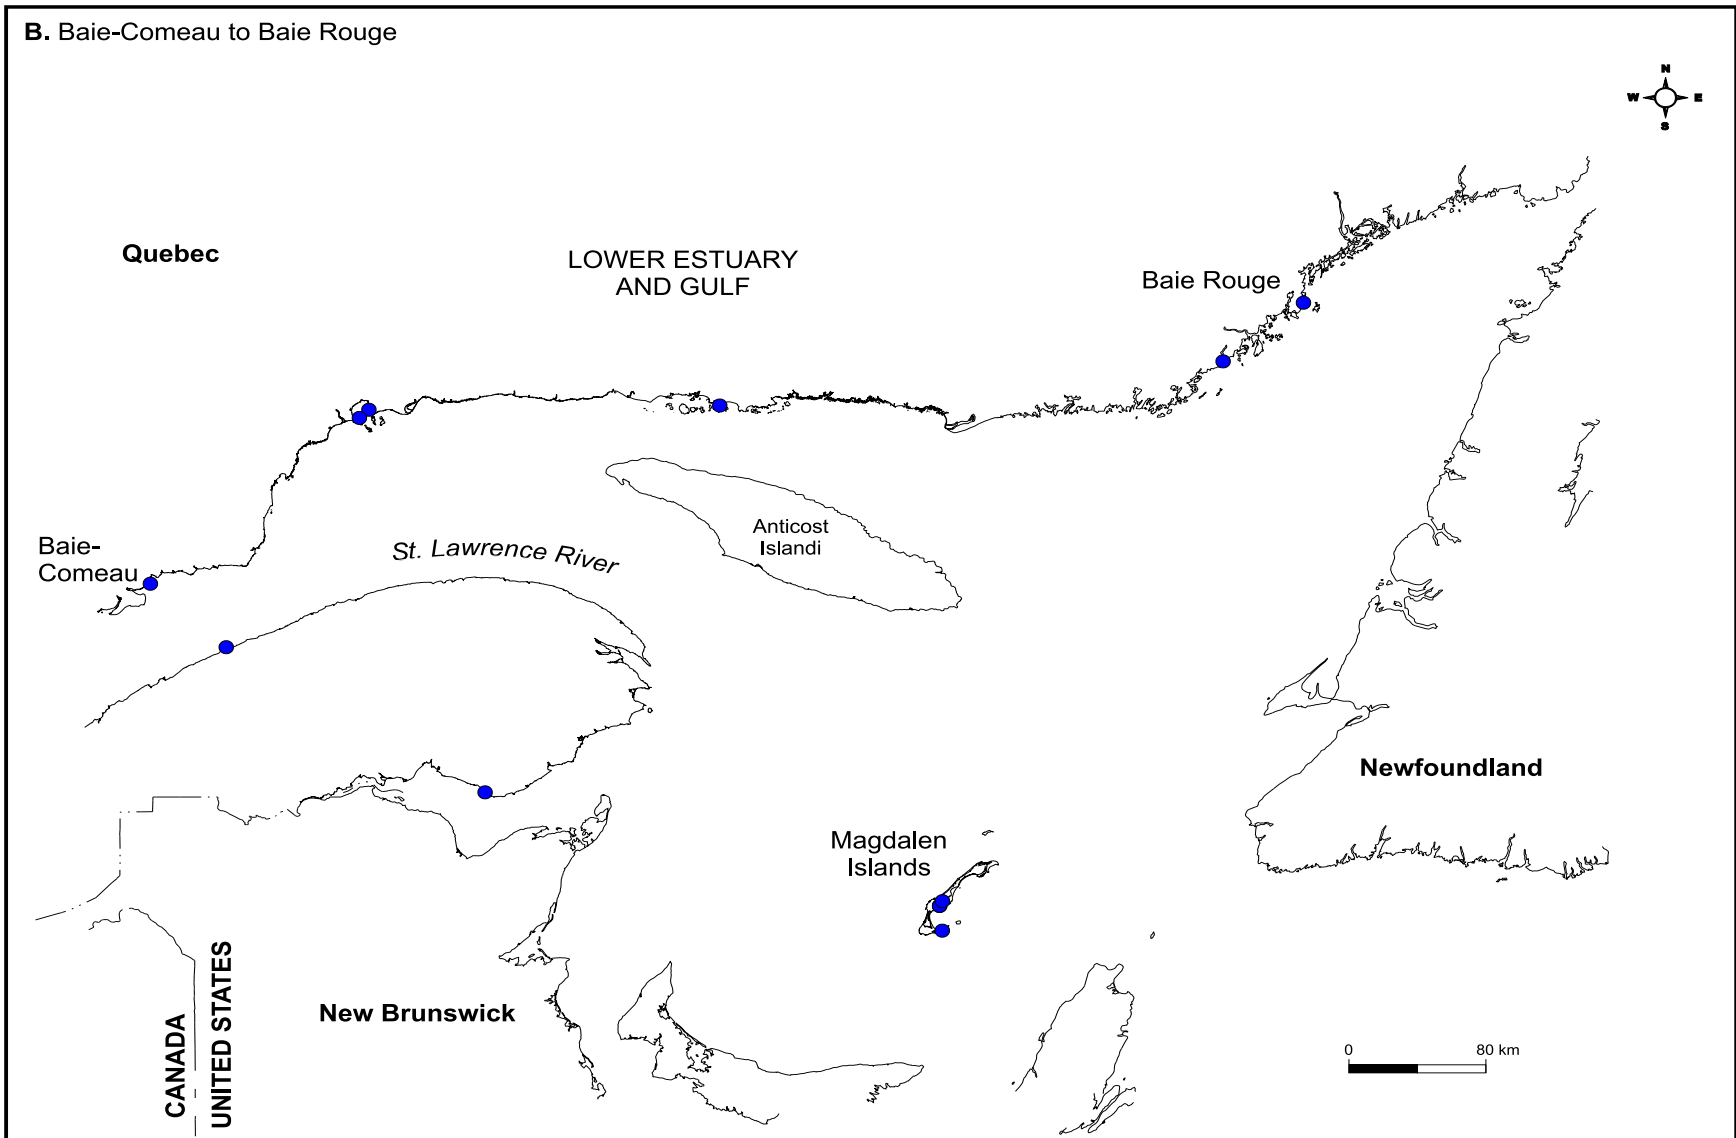 B. Baie-Comeau to Baie Rouge
N
W E
S
Quebec
LOWER ESTUARY
AND GULF
Baie Rouge
Anticost
Islandi
Baie-
Comeau
St. Lawrence River
Newfoundland
Magdalen
Islands
CANADA
UNITED STATES
New Brunswick
0 80 km